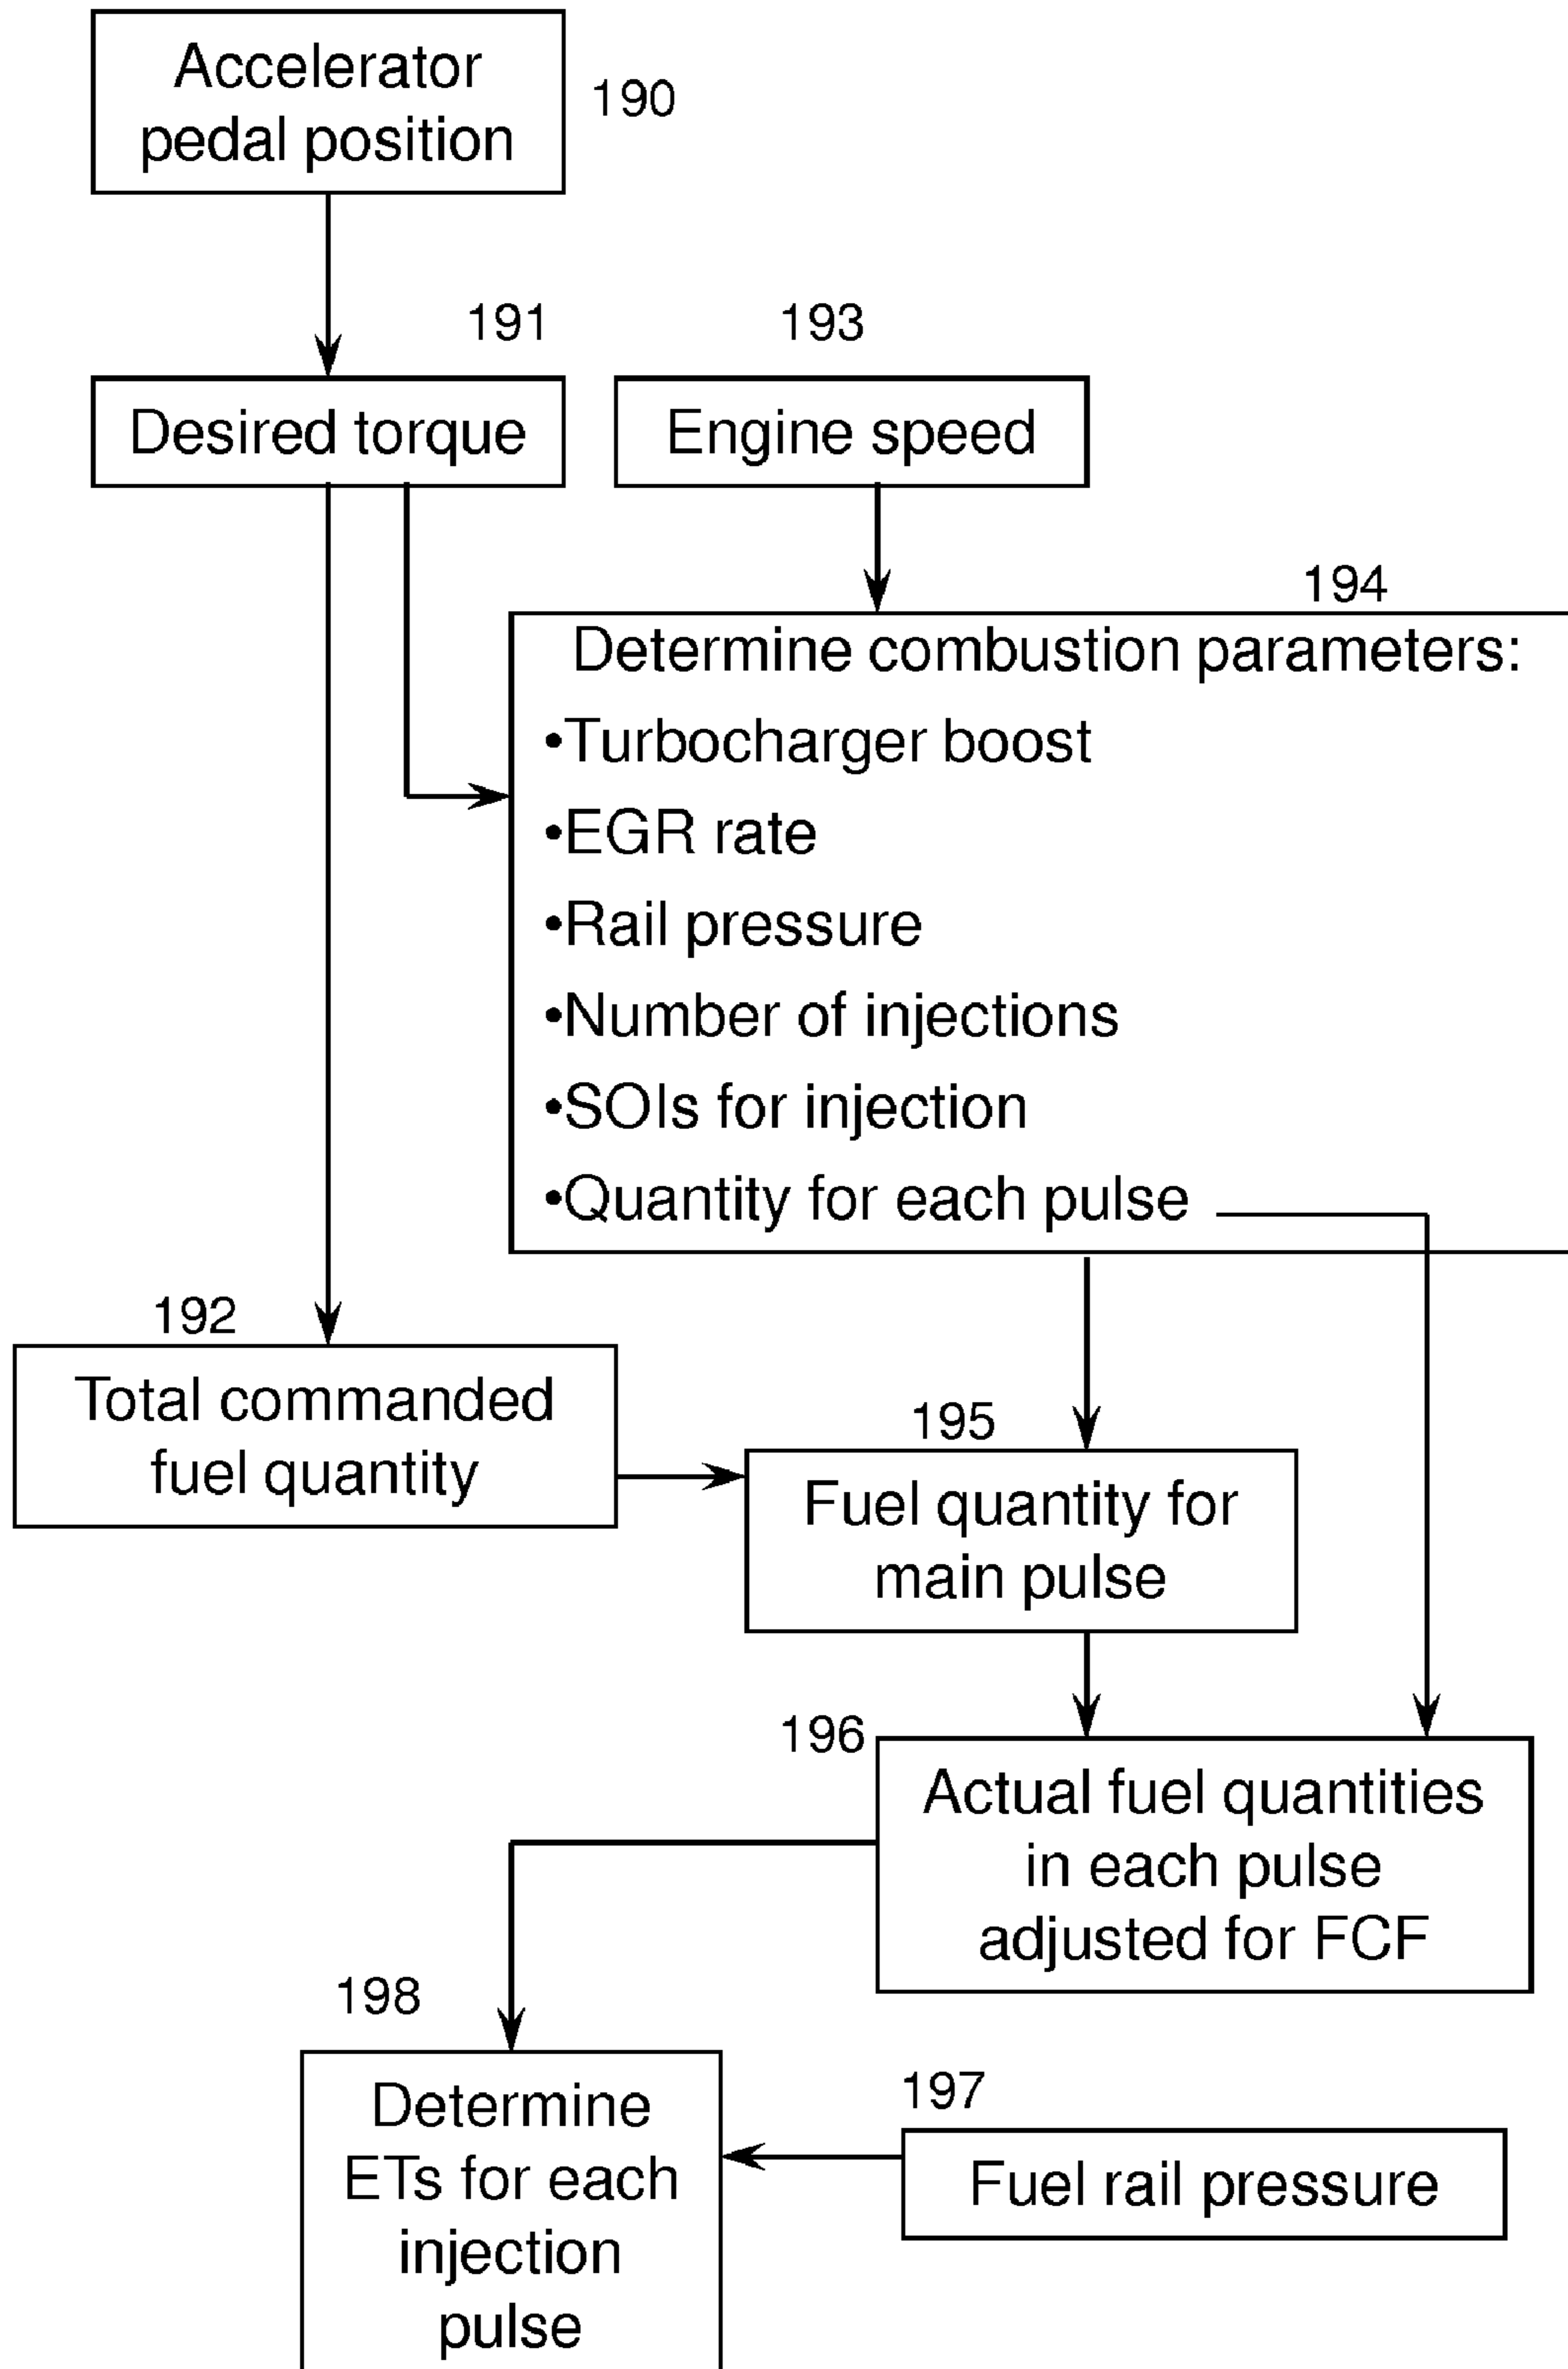 Accelerator
pedal position
190
191
193
Desired torque
Engine speed
194
Determine combustion parameters:
•Turbocharger boost
•EGR rate
•Rail pressure
•Number of injections
•SOIs for injection
•Quantity for each pulse
192
Total commanded
fuel quantity
195
Fuel quantity for
main pulse
196
Actual fuel quantities
in each pulse
adjusted for FCF
198
Determine
ETs for each
injection
pulse
197
Fuel rail pressure